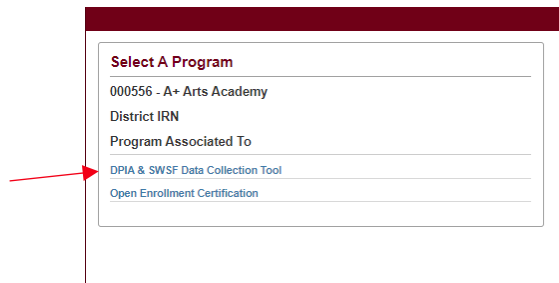 Select A Program
000556 - A+ Arts Academy
District IRN
Program Associated To
DPIA & SWSF Data Collection Tool
Open Enrollment Certification